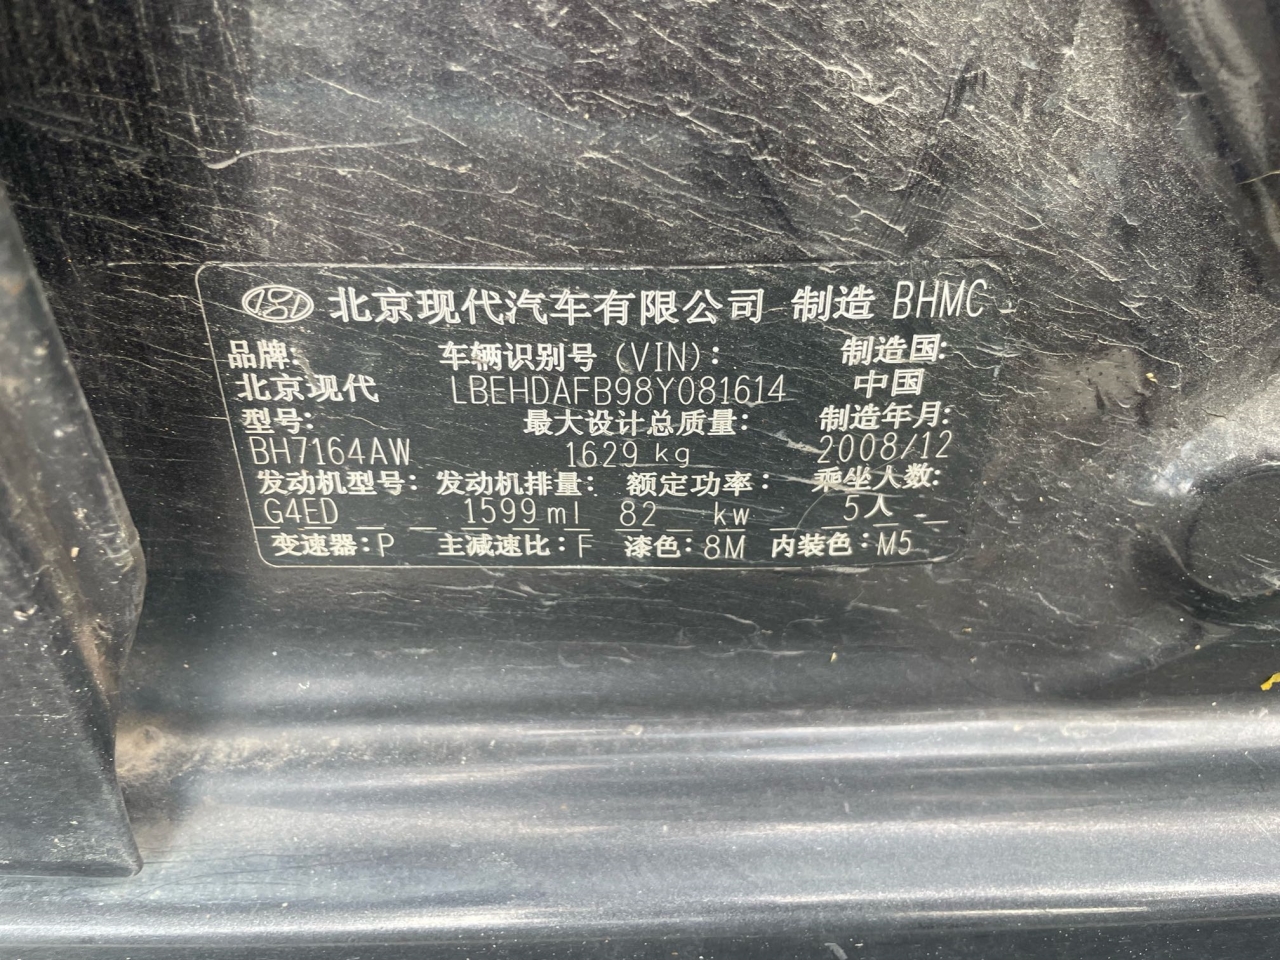 北京现代汽车有限公司 制造 BHMC
品牌: 车辆识别号 (VIN): 制造国:
北京现代 LBEHDAFB98Y081614 中国
型号: 最大设计总质量: 制造年月:
BH7164AW 1629 kg 2008/12
发动机型号: 发动机排量: 额定功率: 乘坐人数:
G4ED 1599 ml 82 kw 5人
变速器:P 主减速比:F 漆色:8M 内装色:M5